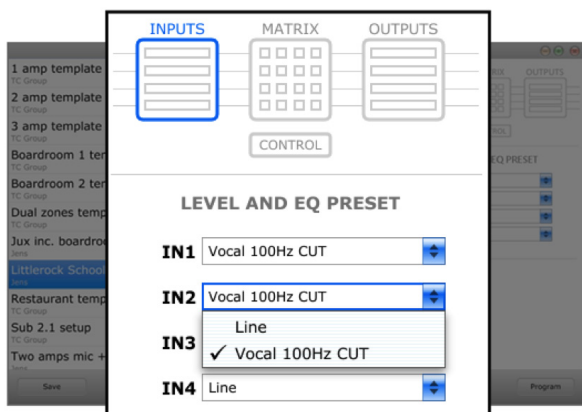 INPUTS MATRIX OUTPUTS
CONTROL
LEVEL AND EQ PRESET
IN1 Vocal 100Hz CUT
IN2 Vocal 100Hz CUT
Line
✓ Vocal 100Hz CUT
IN3
IN4 Line
1 amp template
TC Group
2 amp template
TC Group
3 amp template
TC Group
Boardroom 1 ter
TC Group
Boardroom 2 ter
TC Group
Dual zones temp
TC Group
Jux inc. boardroo
Jens
Littlerock School
Jens
Restaurant temp
TC Group
Sub 2.1 setup
TC Group
Two amps mic +
Save
RIX OUTPUTS
ROL
EQ PRESET
Program